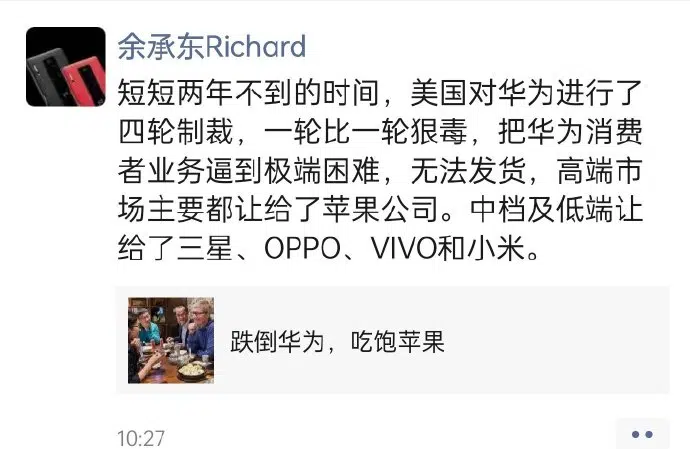 余承东Richard
短短两年不到的时间，美国对华为进行了
四轮制裁，一轮比一轮狠毒，把华为消费
者业务逼到极端困难，无法发货，高端市
场主要都让给了苹果公司。中档及低端让
给了三星、OPPO、VIVO和小米。
跌倒华为，吃饱苹果
10:27